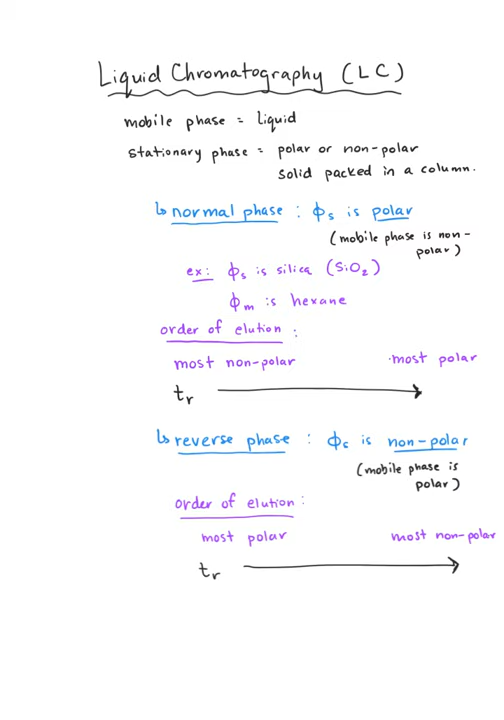 Liquid Chromatography (LC)
mobile phase = liquid
stationary phase = polar or non-polar
solid packed in a column.
↳ normal phase : ϕs is polar
(mobile phase is non-
polar)
ex: ϕs is silica (SiO₂)
ϕm is hexane
order of elution :
most non-polar most polar
tr
↳ reverse phase : ϕs is non-polar
(mobile phase is
polar)
order of elution :
most polar most non-polar
tr